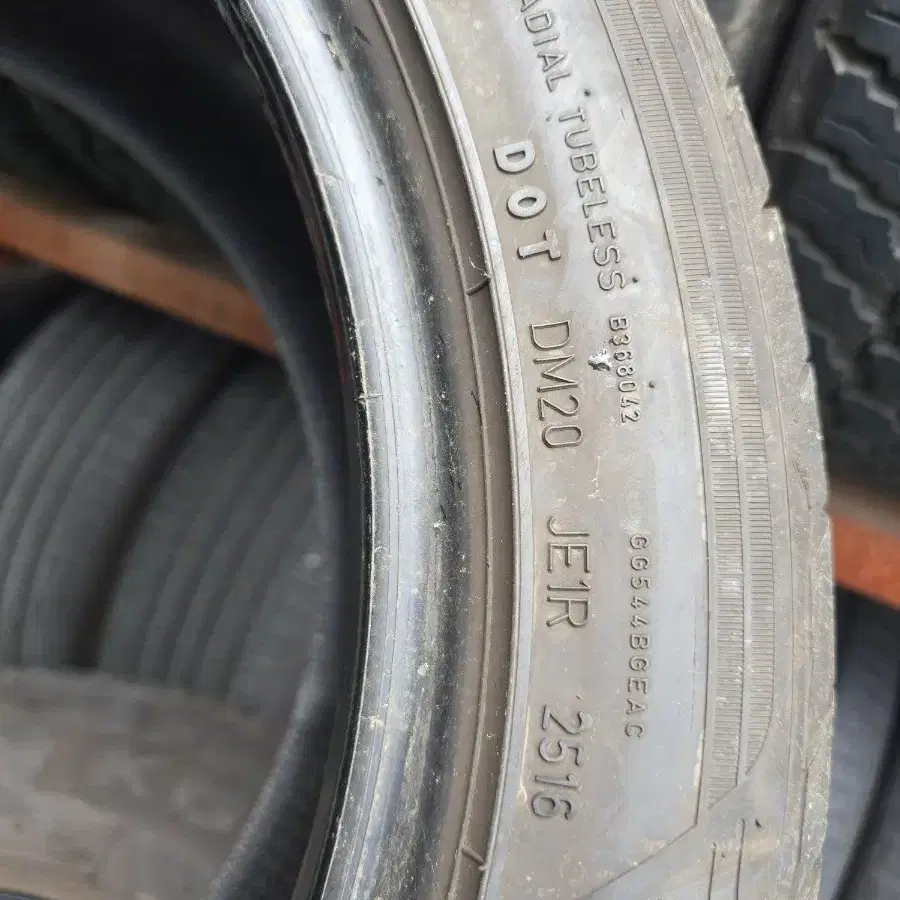 ADIAL TUBELESS
DOT DM20 JE1R 2516
B368042
GG544BGEAC